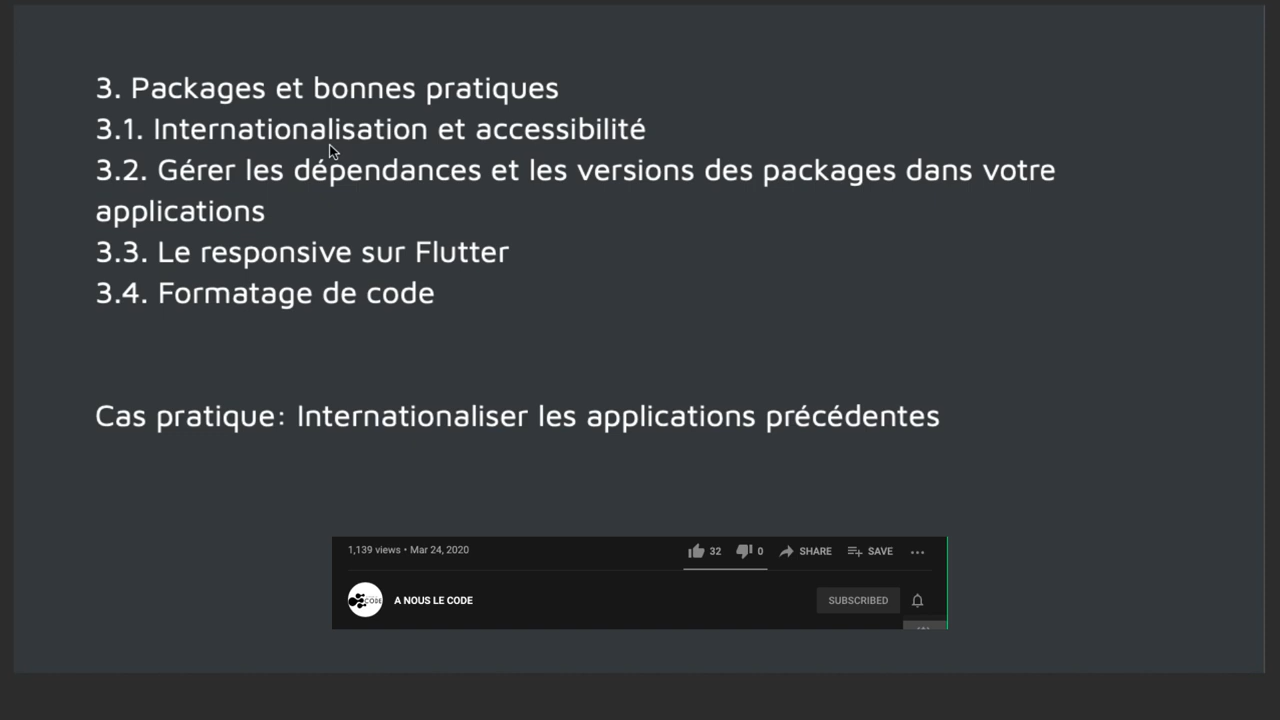 3. Packages et bonnes pratiques
3.1. Internationalisation et accessibilité
3.2. Gérer les dépendances et les versions des packages dans votre
applications
3.3. Le responsive sur Flutter
3.4. Formatage de code
Cas pratique: Internationaliser les applications précédentes
1,139 views • Mar 24, 2020 32 0 SHARE SAVE
CODE A NOUS LE CODE SUBSCRIBED